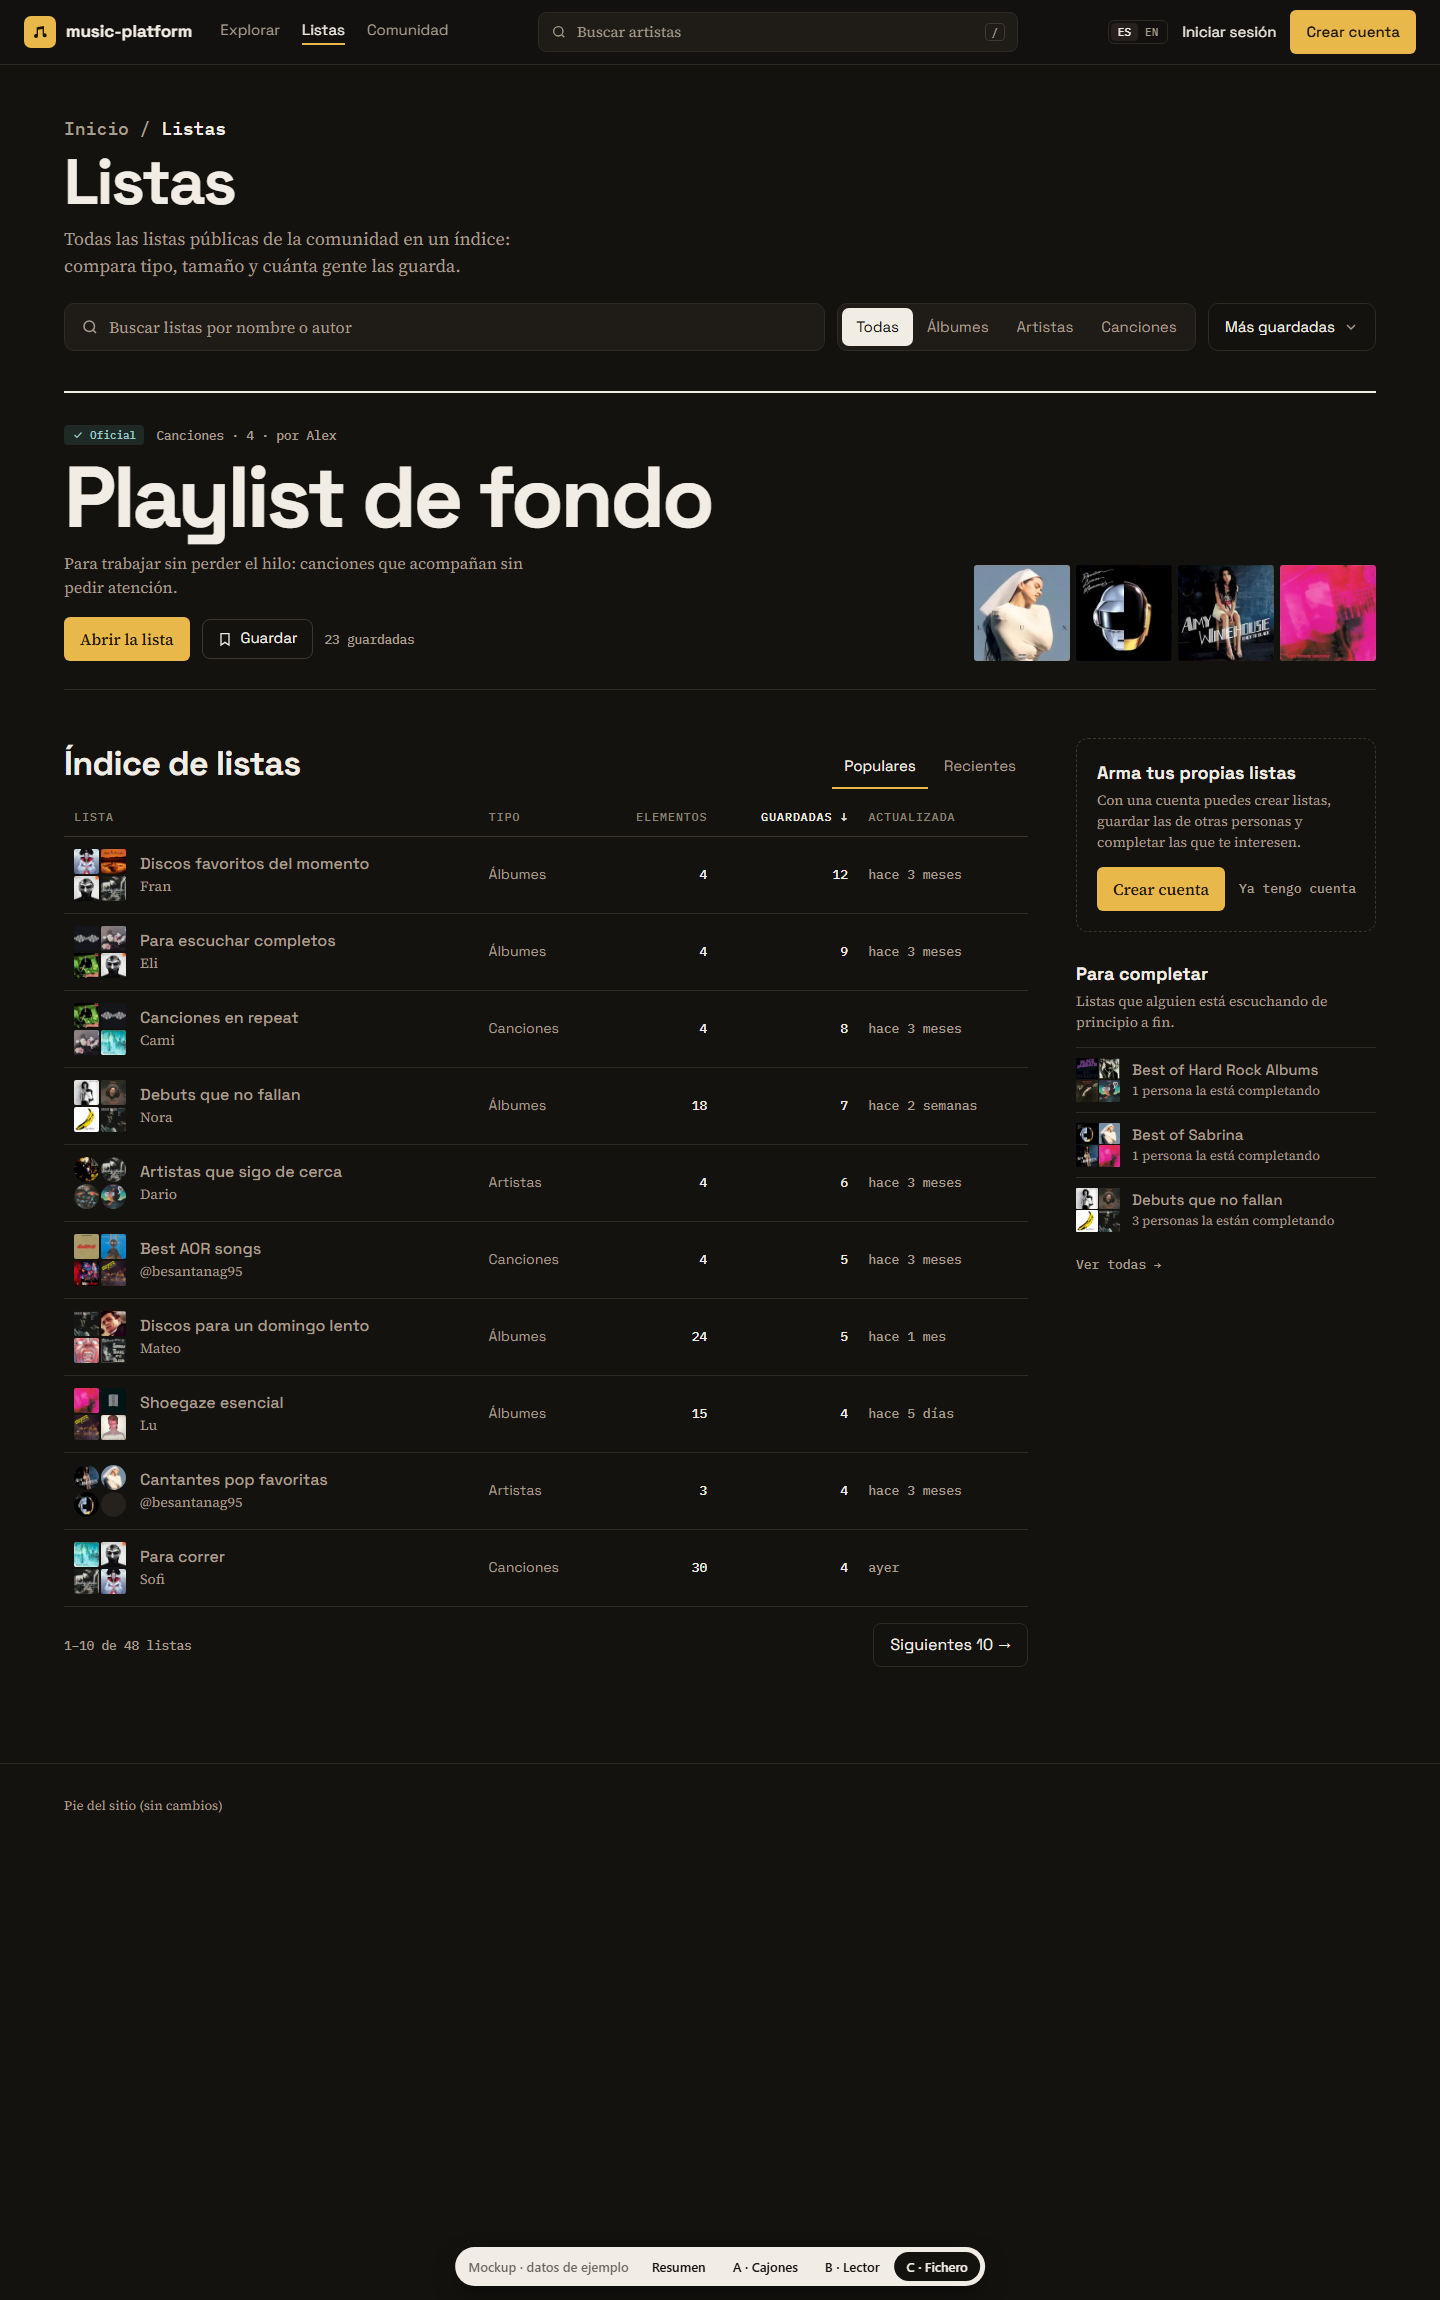 music-platform Explorar Listas Comunidad Buscar artistas / ES EN Iniciar sesión Crear cuenta
Inicio / Listas
Listas
Todas las listas públicas de la comunidad en un índice:
compara tipo, tamaño y cuánta gente las guarda.
Buscar listas por nombre o autor Todas Álbumes Artistas Canciones Más guardadas
✓ Oficial Canciones · 4 · por Alex
Playlist de fondo
Para trabajar sin perder el hilo: canciones que acompañan sin
pedir atención.
Abrir la lista Guardar 23 guardadas
AMY WINEHOUSE
Índice de listas
Populares Recientes
LISTA TIPO ELEMENTOS GUARDADAS ↓ ACTUALIZADA
Discos favoritos del momento
Fran
Álbumes 4 12 hace 3 meses
Para escuchar completos
Eli
Álbumes 4 9 hace 3 meses
Canciones en repeat
Cami
Canciones 4 8 hace 3 meses
Debuts que no fallan
Nora
Álbumes 18 7 hace 2 semanas
Artistas que sigo de cerca
Dario
Artistas 4 6 hace 3 meses
Best AOR songs
@besantanag95
Canciones 4 5 hace 3 meses
Discos para un domingo lento
Mateo
Álbumes 24 5 hace 1 mes
Shoegaze esencial
Lu
Álbumes 15 4 hace 5 días
Cantantes pop favoritas
@besantanag95
Artistas 3 4 hace 3 meses
Para correr
Sofi
Canciones 30 4 ayer
1–10 de 48 listas
Siguientes 10 →
Arma tus propias listas
Con una cuenta puedes crear listas,
guardar las de otras personas y
completar las que te interesen.
Crear cuenta Ya tengo cuenta
Para completar
Listas que alguien está escuchando de
principio a fin.
Best of Hard Rock Albums
1 persona la está completando
Best of Sabrina
1 persona la está completando
Debuts que no fallan
3 personas la están completando
Ver todas →
Pie del sitio (sin cambios)
Mockup · datos de ejemplo Resumen A · Cajones B · Lector C · Fichero